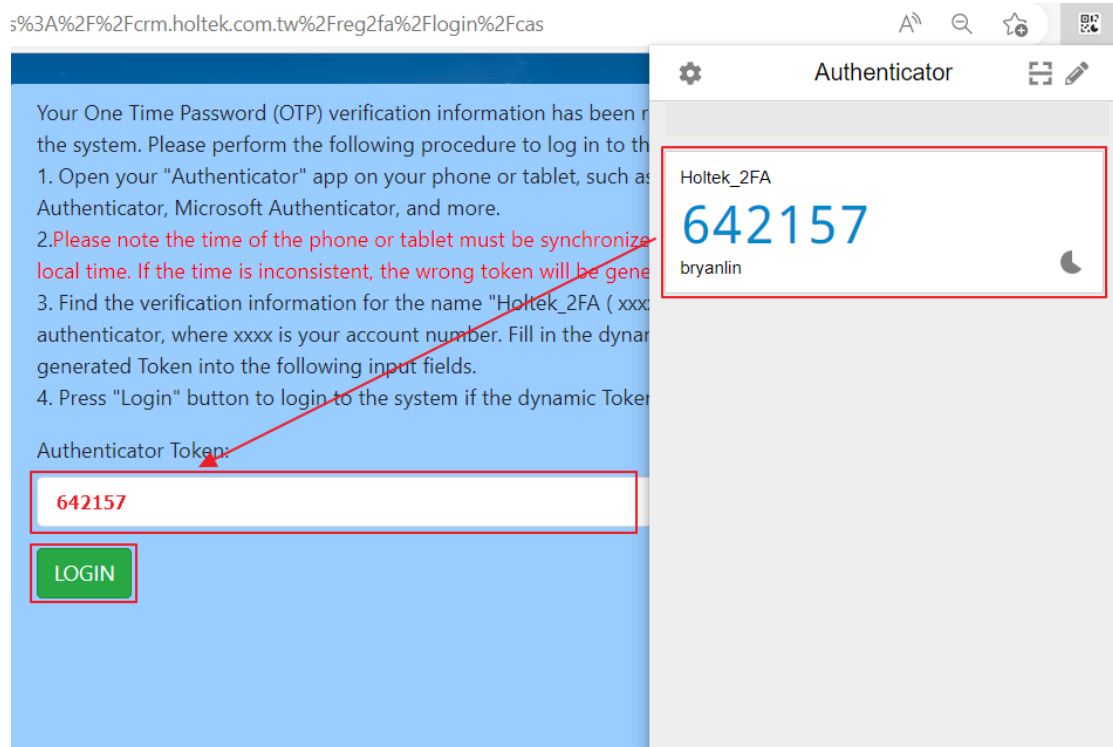 s%3A%2F%2Fcrm.holtek.com.tw%2Freg2fa%2Flogin%2Fcas
Your One Time Password (OTP) verification information has been
the system. Please perform the following procedure to log in to
1. Open your "Authenticator" app on your phone or tablet, such as
Authenticator, Microsoft Authenticator, and more.
2.Please note the time of the phone or tablet must be
local time. If the time is inconsistent, the wrong token will be
3. Find the verification information for the name "Holtek_2FA (
authenticator, where xxxx is your account number. Fill in the
generated Token into the following input fields.
4. Press "Login" button to login to the system if the dynamic
Authenticator Token:
642157
LOGIN
Authenticator
Holtek_2FA
642157
bryanlin